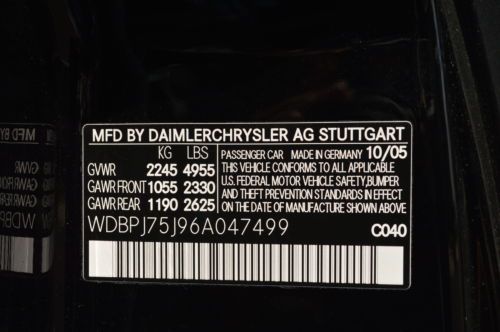 MFD BY DAIMLERCHRYSLER AG STUTTGART
KG LBS
GVWR 2245 4955
GAWR FRONT 1055 2330
GAWR REAR 1190 2625
PASSENGER CAR MADE IN GERMANY 10/05
THIS VEHICLE CONFORMS TO ALL APPLICABLE
U.S. FEDERAL MOTOR VEHICLE SAFETY, BUMPER
AND THEFT PREVENTION STANDARDS IN EFFECT
ON THE DATE OF MANUFACTURE SHOWN ABOVE
WDBPJ75J96A047499
C040